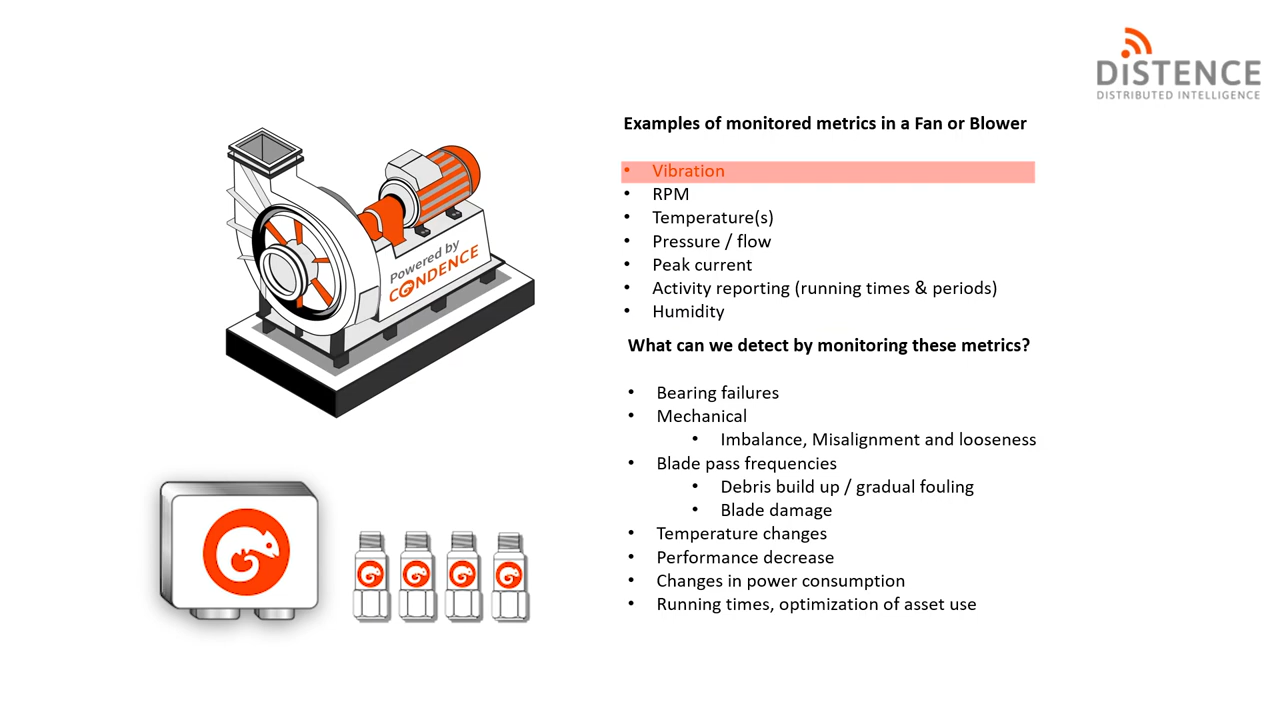 DiSTENCE
DISTRIBUTED INTELLIGENCE
Examples of monitored metrics in a Fan or Blower
• Vibration
• RPM
• Temperature(s)
• Pressure / flow
• Peak current
• Activity reporting (running times & periods)
• Humidity
Powered by
CONDENCE
What can we detect by monitoring these metrics?
• Bearing failures
• Mechanical
• Imbalance, Misalignment and looseness
• Blade pass frequencies
• Debris build up / gradual fouling
• Blade damage
• Temperature changes
• Performance decrease
• Changes in power consumption
• Running times, optimization of asset use